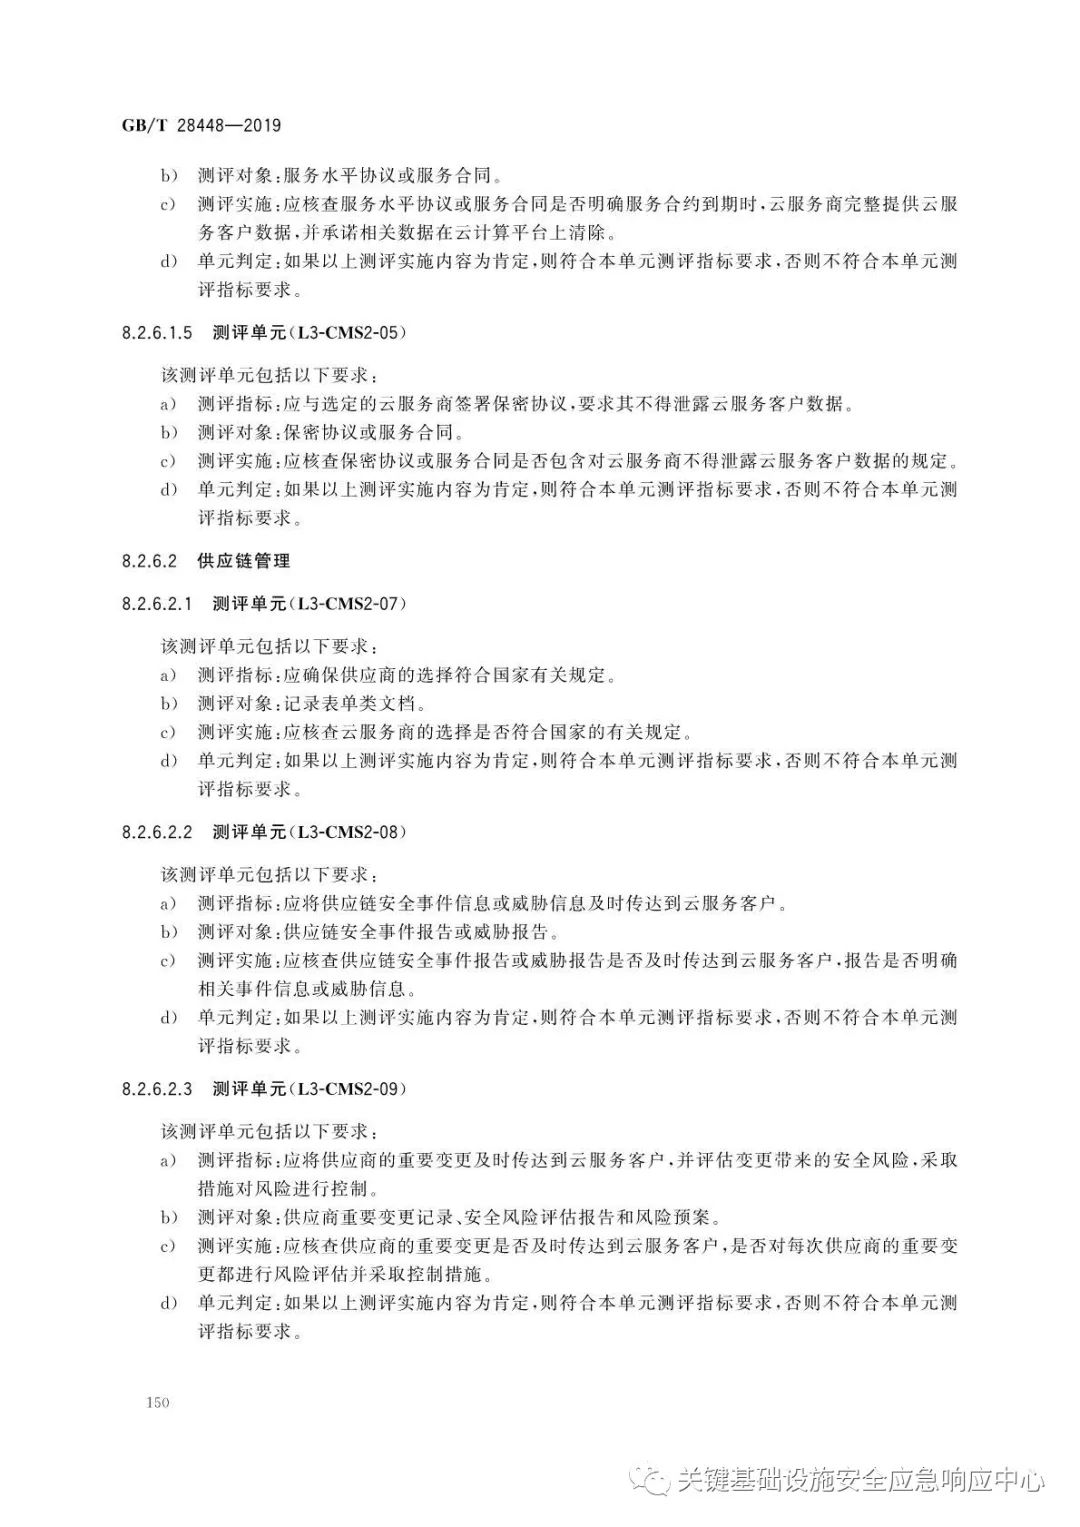 GB/T 28448—2019
b) 测评对象:服务水平协议或服务合同。
c) 测评实施:应核查服务水平协议或服务合同是否明确服务合约到期时,云服务商完整提供云服
务客户数据,并承诺相关数据在云计算平台上清除。
d) 单元判定:如果以上测评实施内容为肯定,则符合本单元测评指标要求,否则不符合本单元测
评指标要求。
8.2.6.1.5 测评单元(L3-CMS2-05)
该测评单元包括以下要求:
a) 测评指标:应与选定的云服务商签署保密协议,要求其不得泄露云服务客户数据。
b) 测评对象:保密协议或服务合同。
c) 测评实施:应核查保密协议或服务合同是否包含对云服务商不得泄露云服务客户数据的规定。
d) 单元判定:如果以上测评实施内容为肯定,则符合本单元测评指标要求,否则不符合本单元测
评指标要求。
8.2.6.2 供应链管理
8.2.6.2.1 测评单元(L3-CMS2-07)
该测评单元包括以下要求:
a) 测评指标:应确保供应商的选择符合国家有关规定。
b) 测评对象:记录表单类文档。
c) 测评实施:应核查云服务商的选择是否符合国家的有关规定。
d) 单元判定:如果以上测评实施内容为肯定,则符合本单元测评指标要求,否则不符合本单元测
评指标要求。
8.2.6.2.2 测评单元(L3-CMS2-08)
该测评单元包括以下要求:
a) 测评指标:应将供应链安全事件信息或威胁信息及时传达到云服务客户。
b) 测评对象:供应链安全事件报告或威胁报告。
c) 测评实施:应核查供应链安全事件报告或威胁报告是否及时传达到云服务客户,报告是否明确
相关事件信息或威胁信息。
d) 单元判定:如果以上测评实施内容为肯定,则符合本单元测评指标要求,否则不符合本单元测
评指标要求。
8.2.6.2.3 测评单元(L3-CMS2-09)
该测评单元包括以下要求:
a) 测评指标:应将供应商的重要变更及时传达到云服务客户,并评估变更带来的安全风险,采取
措施对风险进行控制。
b) 测评对象:供应商重要变更记录、安全风险评估报告和风险预案。
c) 测评实施:应核查供应商的重要变更是否及时传达到云服务客户,是否对每次供应商的重要变
更都进行风险评估并采取控制措施。
d) 单元判定:如果以上测评实施内容为肯定,则符合本单元测评指标要求,否则不符合本单元测
评指标要求。
150
关键基础设施安全应急响应中心